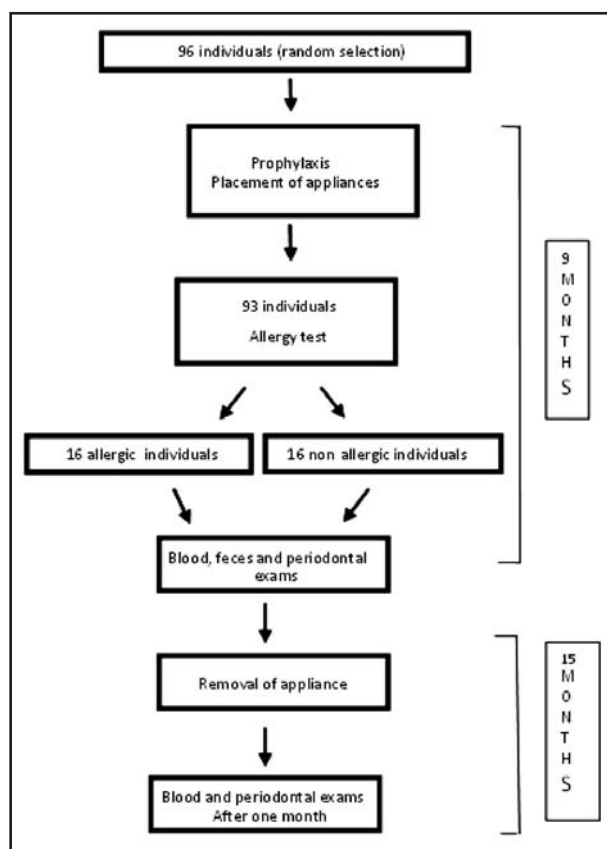 96 individuals (random selection)
Prophylaxis
Placement of appliances
93 individuals
Allergy test
16 allergic individuals
16 non allergic individuals
Blood, feces and periodontal
exams
9
M
O
N
T
H
S
Removal of appliance
Blood and periodontal exams
After one month
15
M
O
N
T
H
S